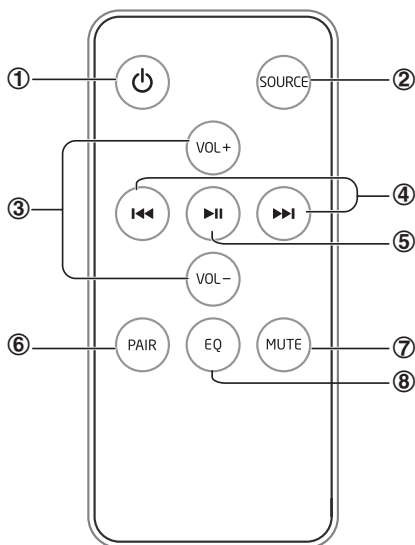 ① SOURCE ②
VOL+
③ ④
⑤
VOL−
⑥ PAIR EQ MUTE ⑦
⑧